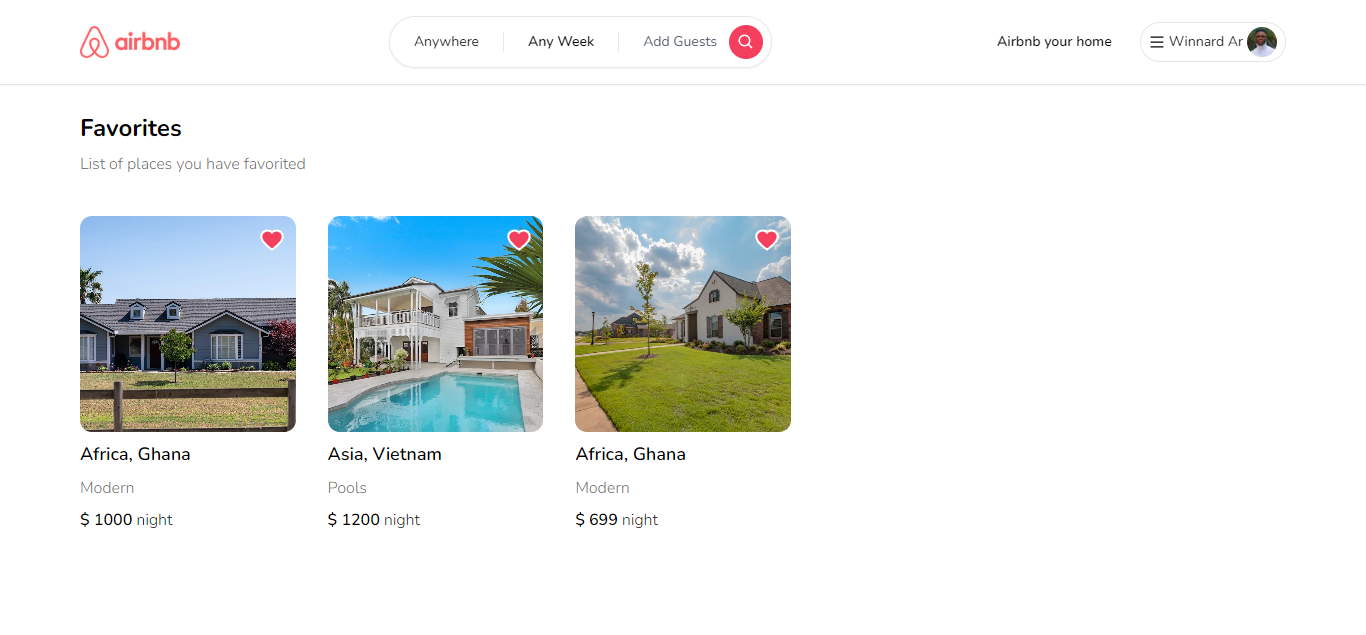 airbnb
Anywhere
Any Week
Add Guests
Airbnb your home
Winnard Ar
Favorites
List of places you have favorited
Africa, Ghana
Modern
$ 1000 night
Asia, Vietnam
Pools
$ 1200 night
Africa, Ghana
Modern
$ 699 night